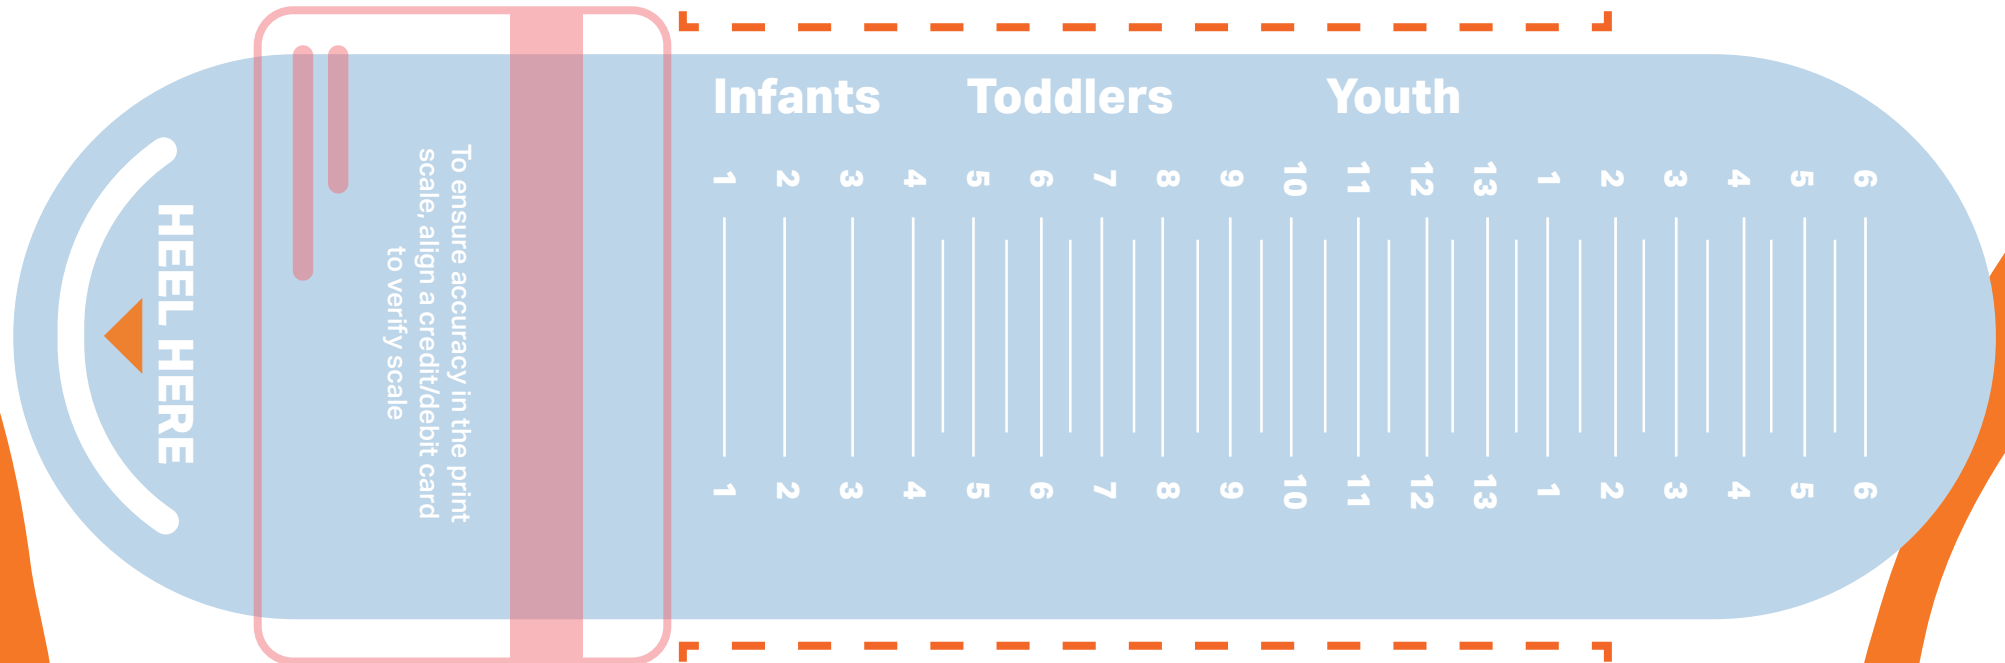 Infants Toddlers Youth
1 2 3 4 5 6 7 8 9 10 11 12 13 1 2 3 4 5 6
HEEL HERE
To ensure accuracy in the print
scale, align a credit/debit card
to verify scale
1 2 3 4 5 6 7 8 9 10 11 12 13 1 2 3 4 5 6